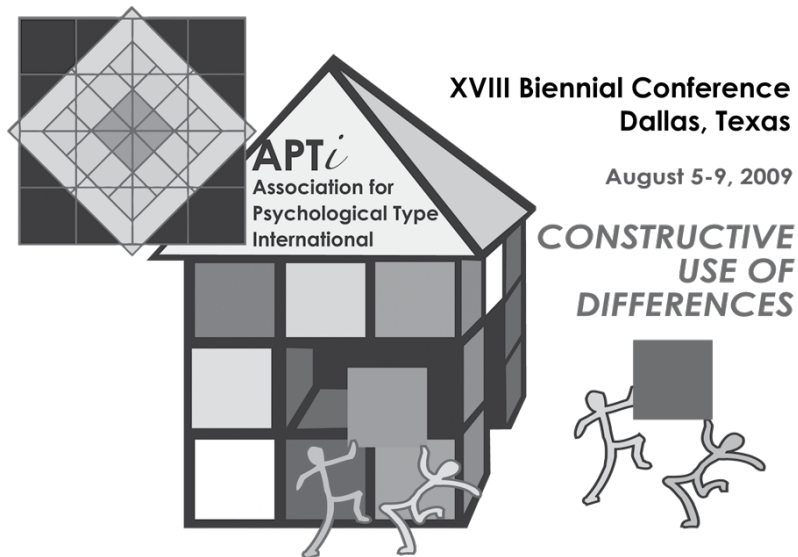 XVIII Biennial Conference
Dallas, Texas
August 5-9, 2009
CONSTRUCTIVE
USE OF
DIFFERENCES
APTi
Association for
Psychological Type
International